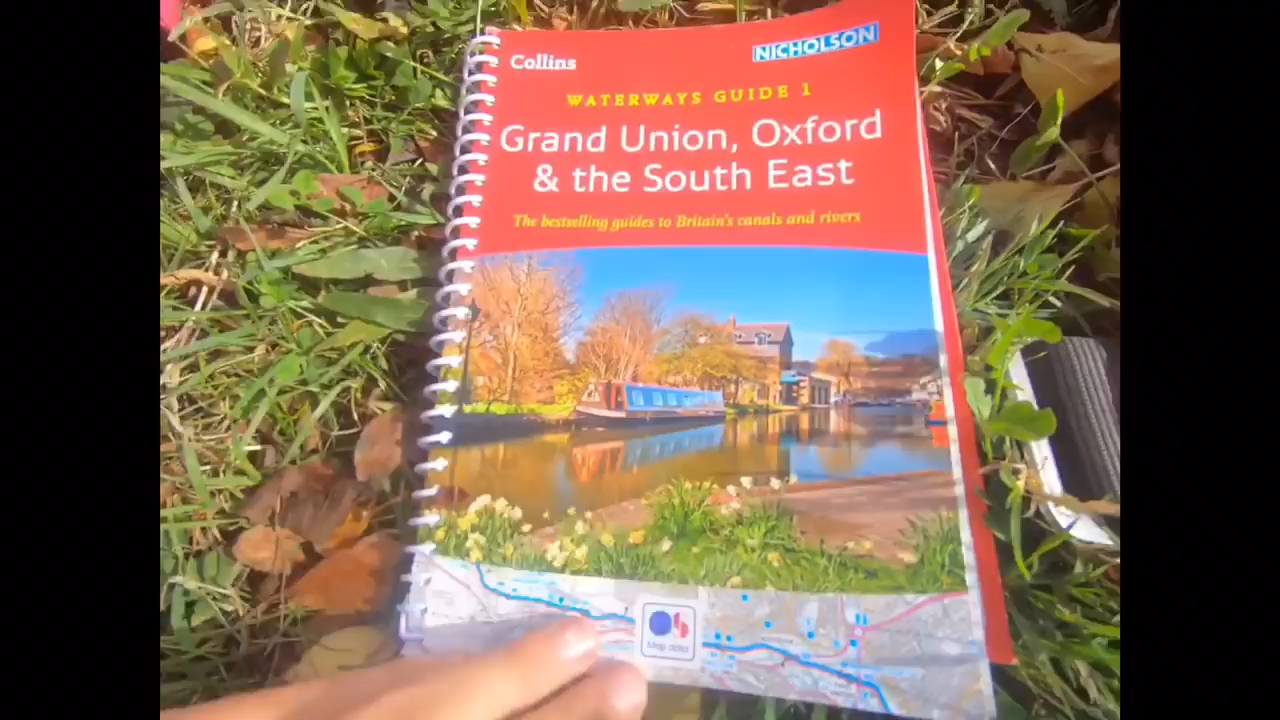 Collins
NICHOLSON
WATERWAYS GUIDE 1
Grand Union, Oxford
& the South East
The bestselling guides to Britain's canals and rivers